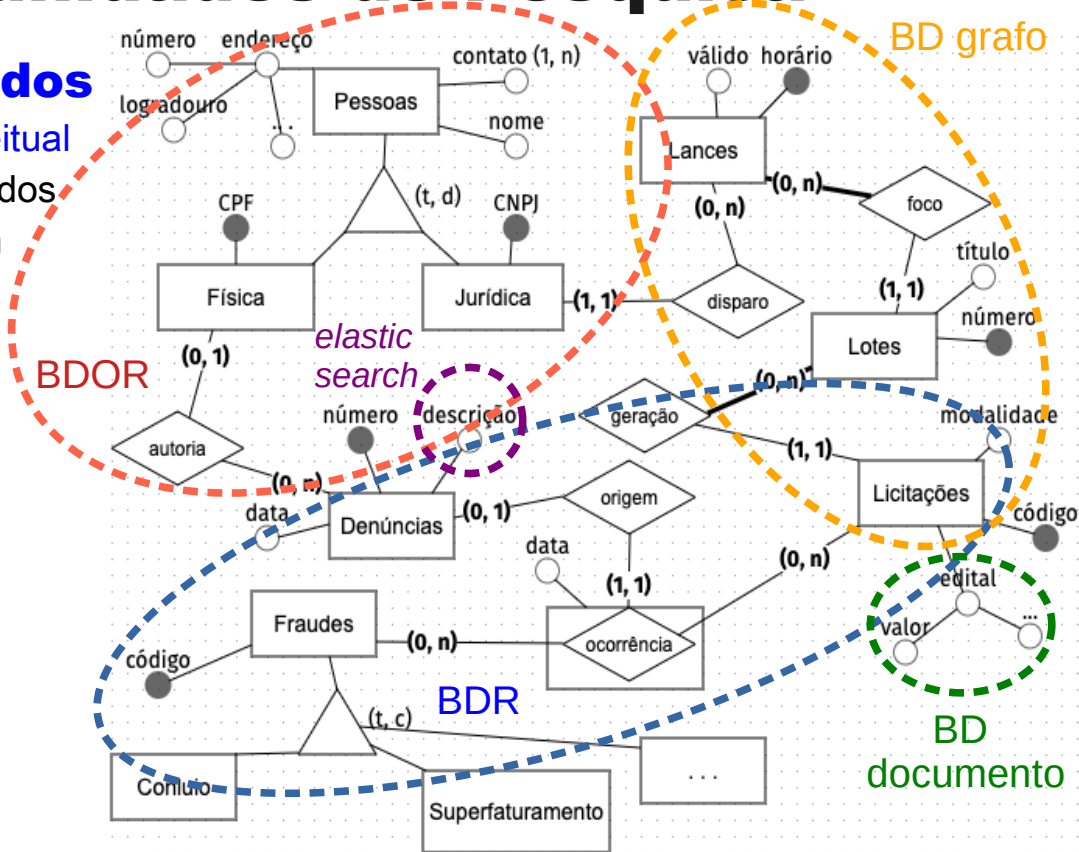 dos
eitual
dos
BD grafo
número
endereço
contato (1, n)
válido
horário
logradouro
Pessoas
...
nome
Lances
(0, n)
(0, n)
foco
CPF
(t, d)
CNPJ
título
Física
Jurídica
(1, 1)
disparo
(1, 1)
número
Lotes
elastic
search
(0, 1)
BDOR
(0, n)
número
descrição
geração
modalidade
autoria
(1, 1)
(0, n)
data
Denúncias
(0, 1)
origem
Licitações
código
data
(0, n)
(1, 1)
edital
Fraudes
(0, n)
ocorrência
valor
...
código
BDR
(t, c)
BD
documento
Conluio
...
Superfaturamento